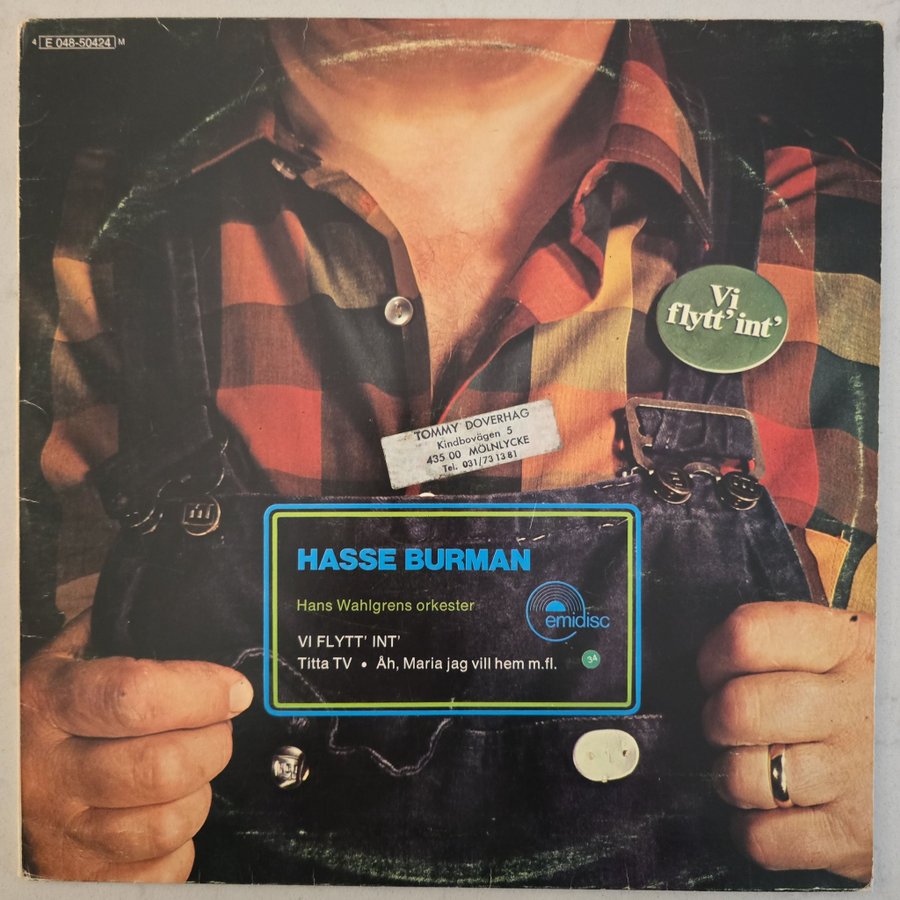 4 E 048-50424 M
Vi
flytt' int'
TOMMY DOVERHAG
Kindbovägen 5
435 00 MÖLNLYCKE
Tel. 031/73 13 81
HASSE BURMAN
Hans Wahlgrens orkester
emidisc
VI FLYTT' INT'
Titta TV • Åh, Maria jag vill hem m.fl.
34